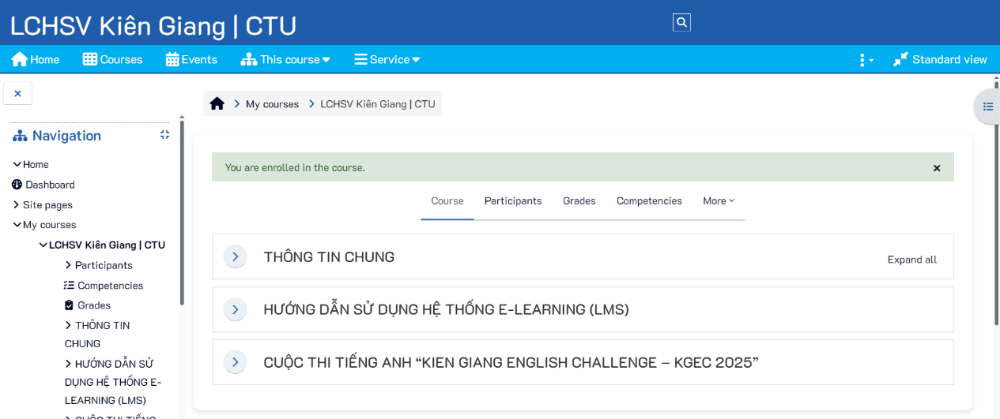 LCHSV Kiên Giang | CTU
Home
Courses
Events
This course
Service
Standard view
My courses
LCHSV Kiên Giang | CTU
Navigation
Home
Dashboard
Site pages
My courses
LCHSV Kiên Giang | CTU
Participants
Competencies
Grades
THÔNG TIN
CHUNG
HƯỚNG DẪN SỬ
DỤNG HỆ THỐNG E-
LEARNING (LMS)
CUỘC THI TIẾNG
You are enrolled in the course.
Course
Participants
Grades
Competencies
More
THÔNG TIN CHUNG
Expand all
HƯỚNG DẪN SỬ DỤNG HỆ THỐNG E-LEARNING (LMS)
CUỘC THI TIẾNG ANH “KIEN GIANG ENGLISH CHALLENGE – KGEC 2025”